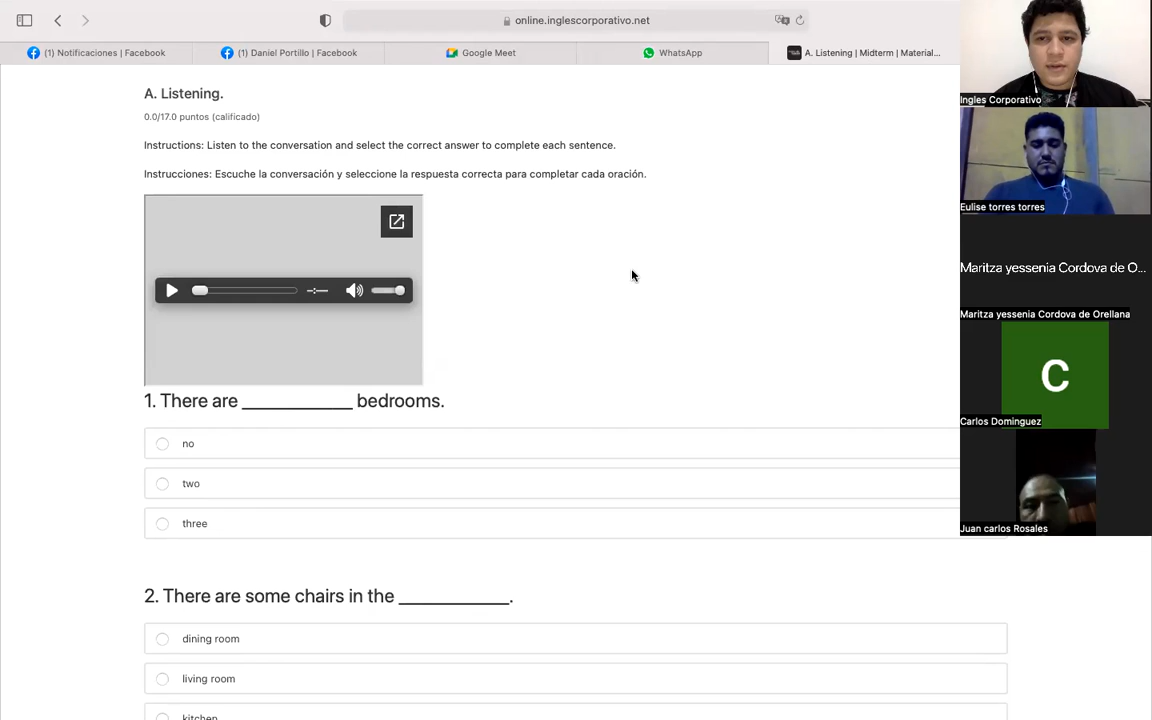 online.inglescorporativo.net
(1) Notificaciones | Facebook
(1) Daniel Portillo | Facebook
Google Meet
WhatsApp
A. Listening | Midterm | Material...
A. Listening.
0.0/17.0 puntos (calificado)
Instructions: Listen to the conversation and select the correct answer to complete each sentence.
Instrucciones: Escuche la conversación y seleccione la respuesta correcta para completar cada oración.
-:--
1. There are ____________ bedrooms.
no
two
three
2. There are some chairs in the ____________.
dining room
living room
kitchen
Ingles Corporativo
Eulise torres torres
Maritza yessenia Cordova de O...
Maritza yessenia Cordova de Orellana
C
Carlos Dominguez
Juan carlos Rosales